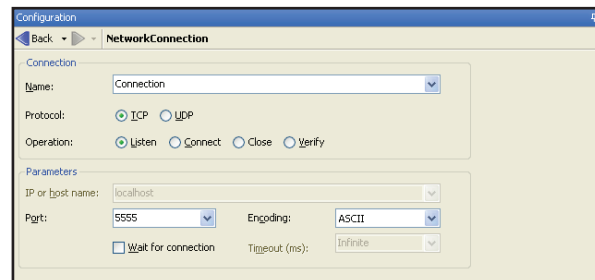 Configuration
Back NetworkConnection
Connection
Name: Connection
Protocol: TCP UDP
Operation: Listen Connect Close Verify
Parameters
IP or host name: localhost
Port: 5555 Encoding: ASCII
Wait for connection Timeout (ms): Infinite